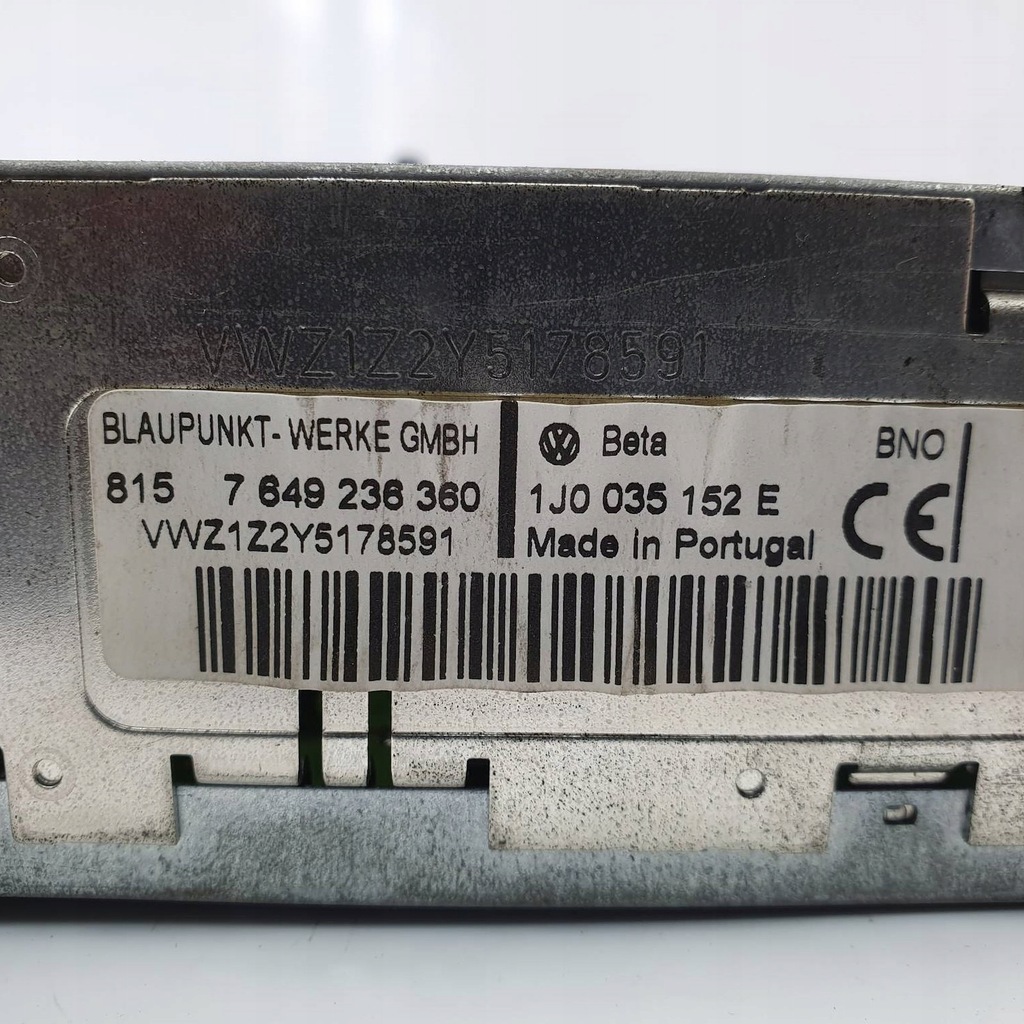 VWZ1Z2Y5178591
BLAUPUNKT-WERKE GMBH
815 7 649 236 360
VWZ1Z2Y5178591
VW Beta BNO
1J0 035 152 E CE
Made in Portugal